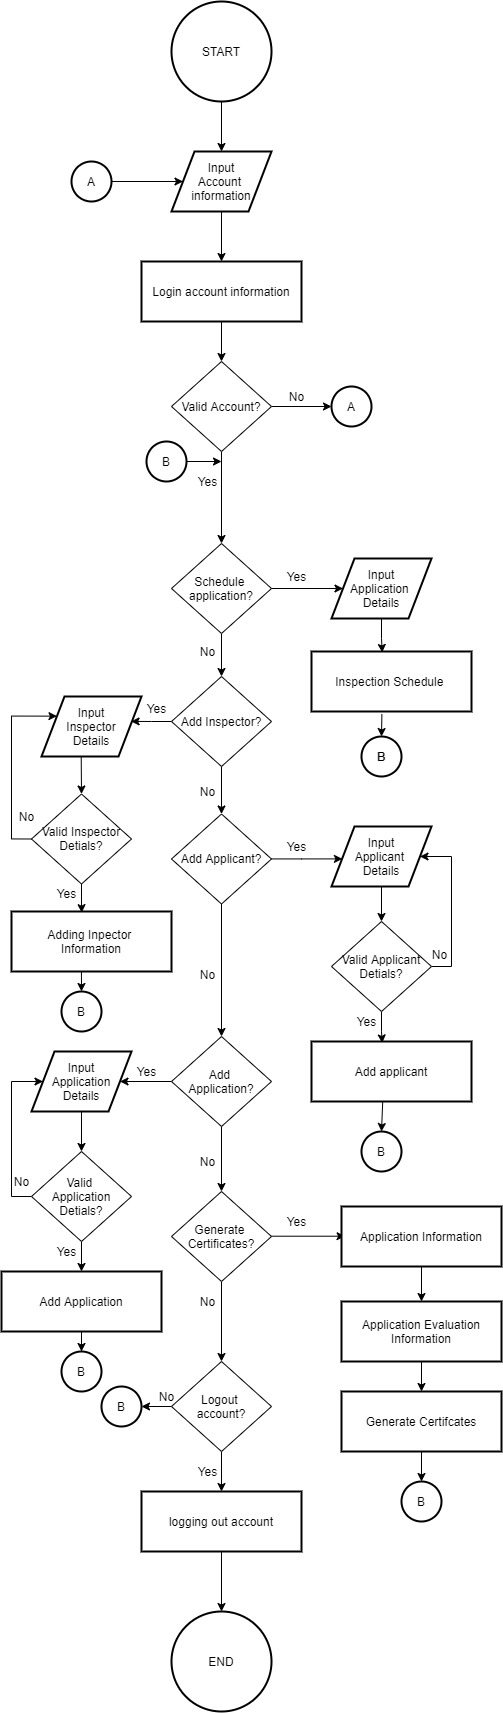 START
Input
Account
information
A
Login account information
Valid Account?
No
A
B
Yes
Schedule
application?
Yes
Input
Application
Details
No
Inspection Schedule
B
Add Inspector?
Yes
Input
Inspector
Details
No
Valid Inspector
Detials?
No
Yes
Adding Inpector
Information
B
Add Applicant?
Yes
Input
Applicant
Details
Valid Applicant
Detials?
No
Yes
Add applicant
B
No
Add
Application?
Yes
Input
Application
Details
Valid
Application
Detials?
No
Yes
Add Application
B
No
Generate
Certificates?
Yes
Application Information
Application Evaluation
Information
Generate Certifcates
B
No
Logout
account?
No
B
Yes
logging out account
END